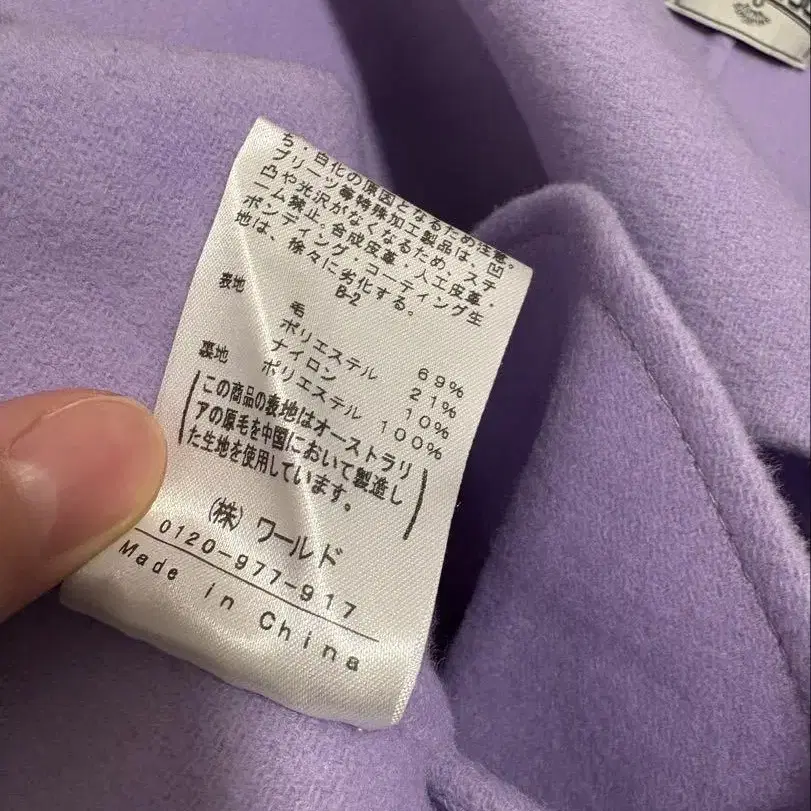 ち、白化の原因となるため注意。
プリーツ等特殊加工製品は、凹
凸や光沢がなくなるため、スチ
ーム禁止。合成皮革・人工皮革・
ボンディング・コーティング生
地は、徐々に劣化する。
B-2
表地
毛 69%
ポリエステル 21%
ナイロン 10%
裏地 ポリエステル 100%
(この商品の表地はオーストラリ
アの原毛を中国において製造し
た生地を使用しています。)
(株)ワールド
0120-977-917
Made in China